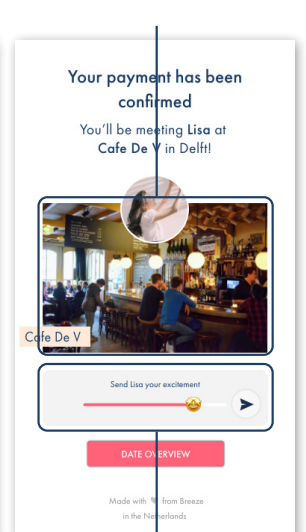 Your payment has been
confirmed
You'll be meeting Lisa at
Cafe De V in Delft!
Cafe De V
Send Lisa your excitement
DATE OVERVIEW
Made with from Breeze
in the Netherlands